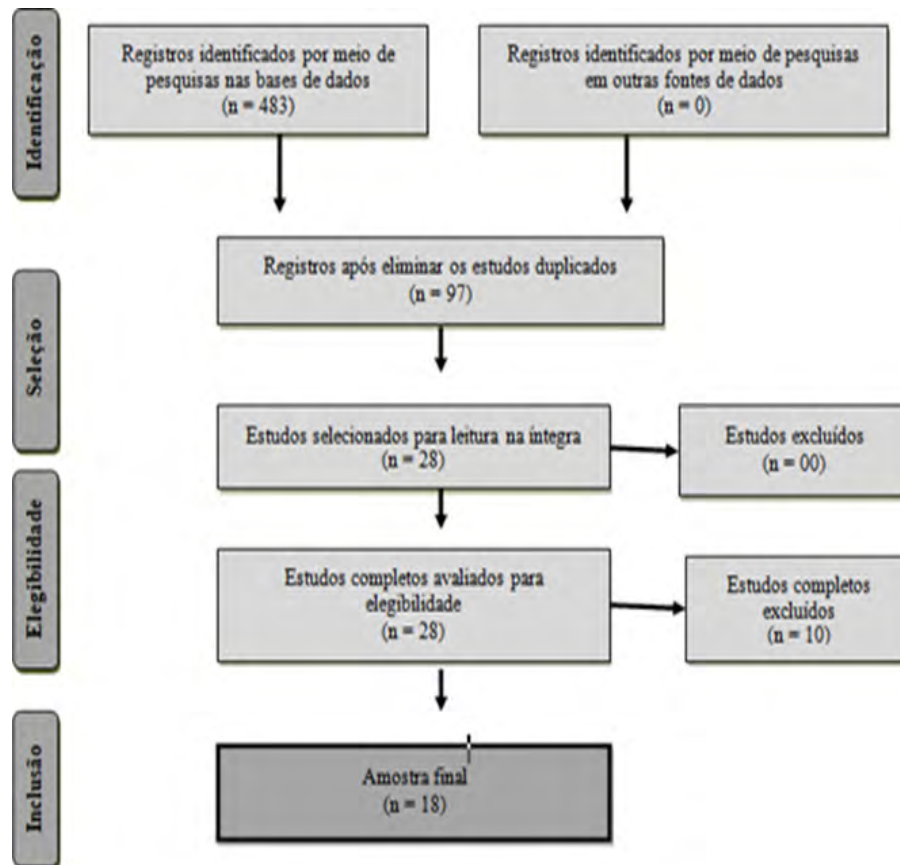 Identificação
Registros identificados por meio de
pesquisas nas bases de dados
(n = 483)
Registros identificados por meio de pesquisas
em outras fontes de dados
(n = 0)
Seleção
Registros após eliminar os estudos duplicados
(n = 97)
Estudos selecionados para leitura na íntegra
(n = 28)
Estudos excluídos
(n = 00)
Elegibilidade
Estudos completos avaliados para
elegibilidade
(n = 28)
Estudos completos
excluídos
(n = 10)
Inclusão
Amostra final
(n = 18)